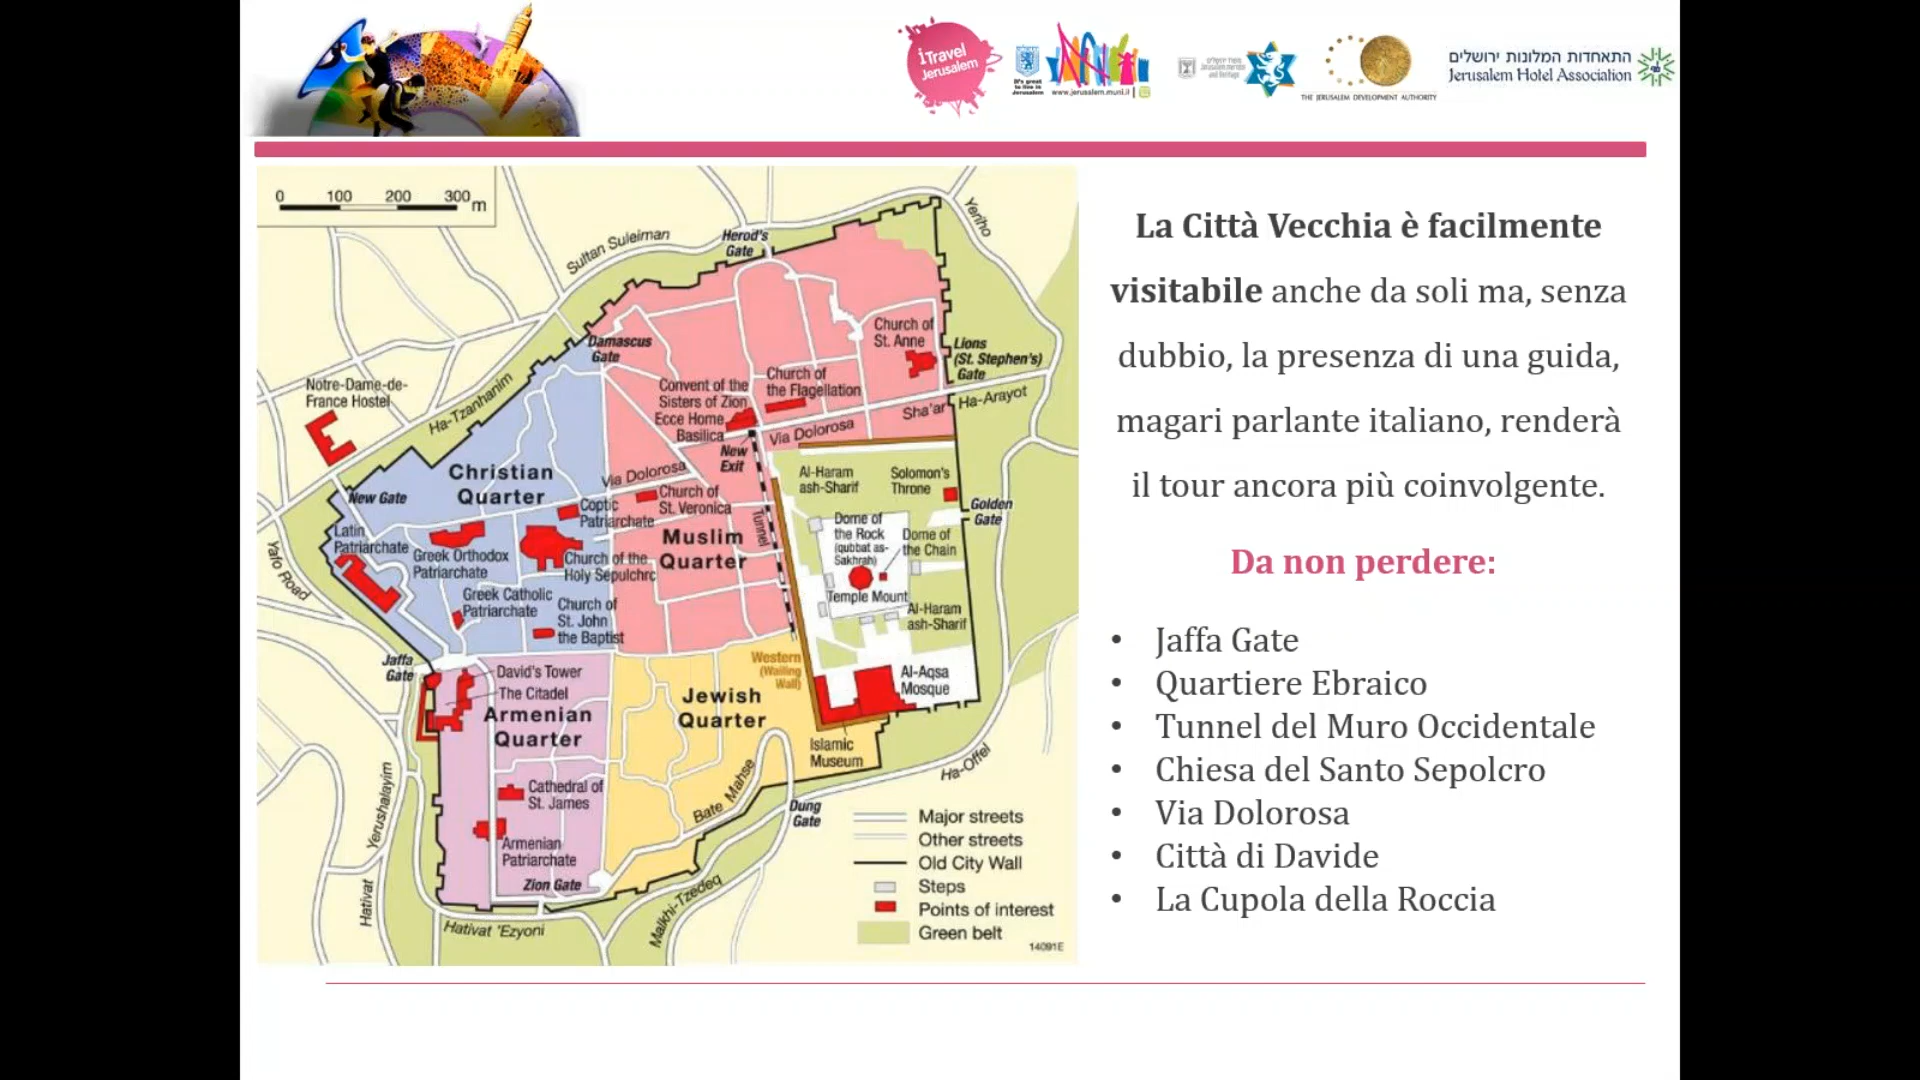 iTravel
Jerusalem
It's great
to live in
Jerusalem
www.jerusalem.muni.il
THE JERUSALEM DEVELOPMENT AUTHORITY
התאחדות המלונות ירושלים
Jerusalem Hotel Association
0 100 200 300 m
Sultan Suleiman
Herod's
Gate
Yeriho
Damascus
Gate
Church of
St. Anne
Lions
(St. Stephen's)
Gate
Notre-Dame-de-
France Hostel
Ha-Tzanhanim
Convent of the
Sisters of Zion
Ecce Home
Basilica
Church of
the Flagellation
Sha'ar Ha-Arayot
Via Dolorosa
New
Exit
Christian
Quarter
New Gate
Via Dolorosa
Al-Haram
ash-Sharif
Solomon's
Throne
Golden
Gate
Coptic
Patriarchate
Church of
St. Veronica
Tunnel
Latin
Patriarchate
Greek Orthodox
Patriarchate
Church of the
Holy Sepulchrc
Muslim
Quarter
Dome of
the Rock
(qubbat as-
Sakhrah)
Dome of
the Chain
Temple Mount
Yafo Road
Greek Catholic
Patriarchate
Church of
St. John
the Baptist
Al-Haram
ash-Sharif
Jaffa
Gate
David's Tower
The Citadel
Western
(Wailing
Wall)
Al-Aqsa
Mosque
Armenian
Quarter
Jewish
Quarter
Islamic
Museum
Ha-Offel
Cathedral of
St. James
Bate Mahse
Dung
Gate
Armenian
Patriarchate
Zion Gate
Hativat Yerushalayim
Hativat 'Ezyoni
Malkhi-Tzedeq
Major streets
Other streets
Old City Wall
Steps
Points of interest
Green belt
14091E
La Città Vecchia è facilmente
visitabile anche da soli ma, senza
dubbio, la presenza di una guida,
magari parlante italiano, renderà
il tour ancora più coinvolgente.
Da non perdere:
• Jaffa Gate
• Quartiere Ebraico
• Tunnel del Muro Occidentale
• Chiesa del Santo Sepolcro
• Via Dolorosa
• Città di Davide
• La Cupola della Roccia